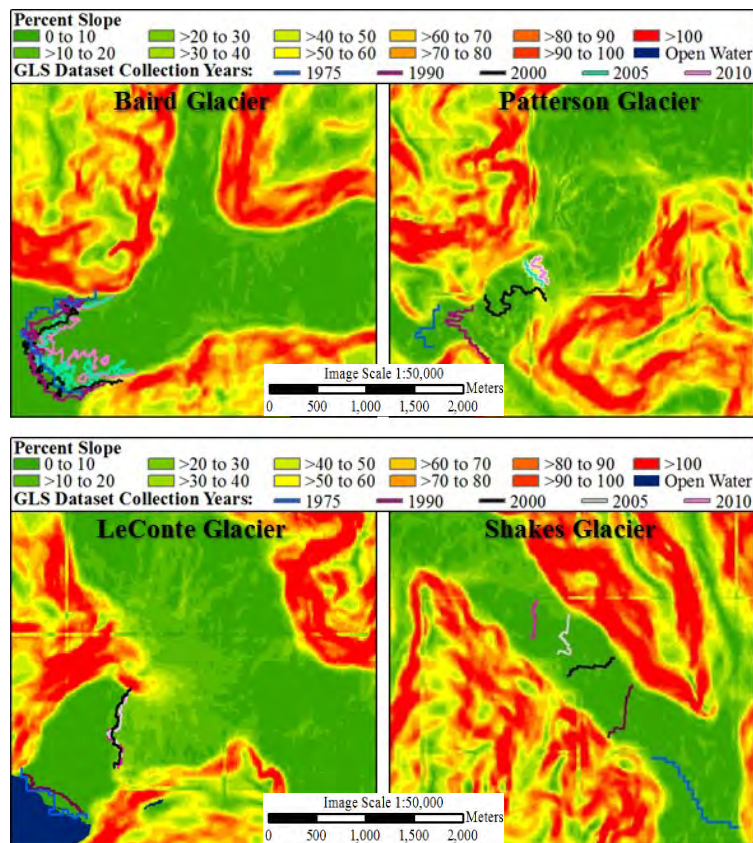 Percent Slope
0 to 10 >20 to 30 >40 to 50 >60 to 70 >80 to 90 >100
>10 to 20 >30 to 40 >50 to 60 >70 to 80 >90 to 100 Open Water
GLS Dataset Collection Years: 1975 1990 2000 2005 2010
Baird Glacier Patterson Glacier
Image Scale 1:50,000
Meters
0 500 1,000 1,500 2,000
Percent Slope
0 to 10 >20 to 30 >40 to 50 >60 to 70 >80 to 90 >100
>10 to 20 >30 to 40 >50 to 60 >70 to 80 >90 to 100 Open Water
GLS Dataset Collection Years: 1975 1990 2000 2005 2010
LeConte Glacier Shakes Glacier
Image Scale 1:50,000
Meters
0 500 1,000 1,500 2,000